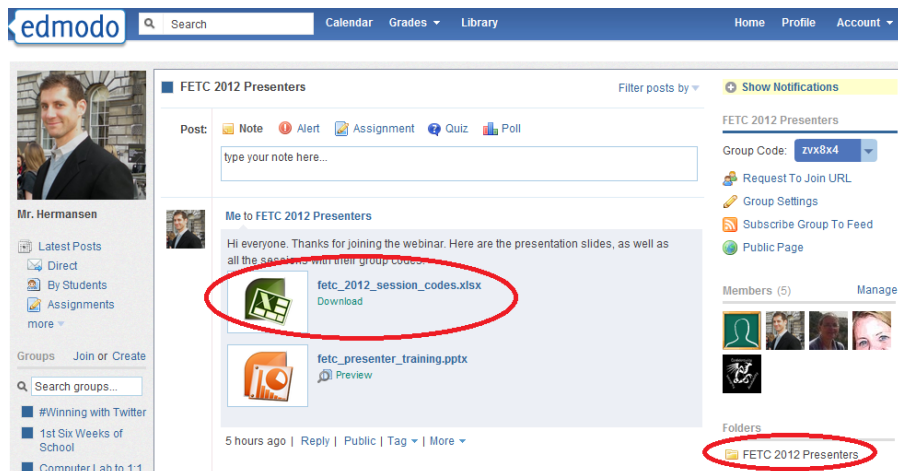 edmodo
Search
Calendar Grades Library
Home Profile Account
FETC 2012 Presenters
Filter posts by
Show Notifications
Post: Note Alert Assignment Quiz Poll
type your note here...
FETC 2012 Presenters
Group Code: zvx8x4
Request To Join URL
Group Settings
Subscribe Group To Feed
Public Page
Mr. Hermansen
Latest Posts
Direct
By Students
Assignments
more
Me to FETC 2012 Presenters
Hi everyone. Thanks for joining the webinar. Here are the presentation slides, as well as
all the sessions with their group codes.
fetc_2012_session_codes.xlsx
Download
fetc_presenter_training.pptx
Preview
5 hours ago | Reply | Public | Tag | More
Members (5) Manage
Groups Join or Create
Search groups...
#Winning with Twitter
1st Six Weeks of
School
Computer Lab to 1:1
Folders
FETC 2012 Presenters